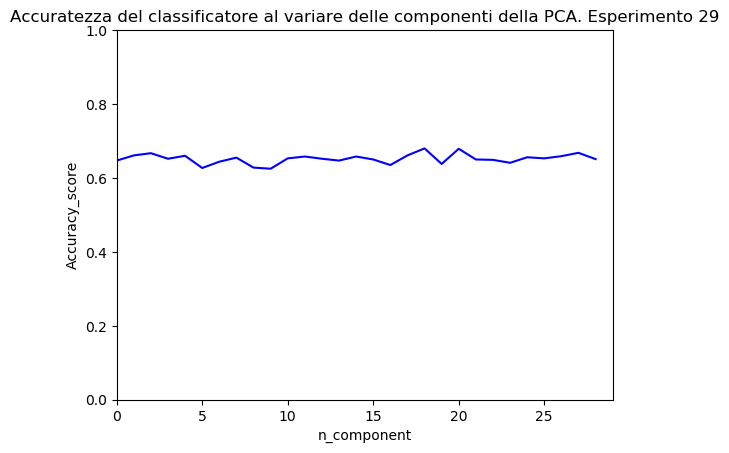 Accuratezza del classificatore al variare delle componenti della PCA. Esperimento 29
1.0
0.8
0.6
0.4
0.2
0.0
Accuracy_score
0 5 10 15 20 25
n_component